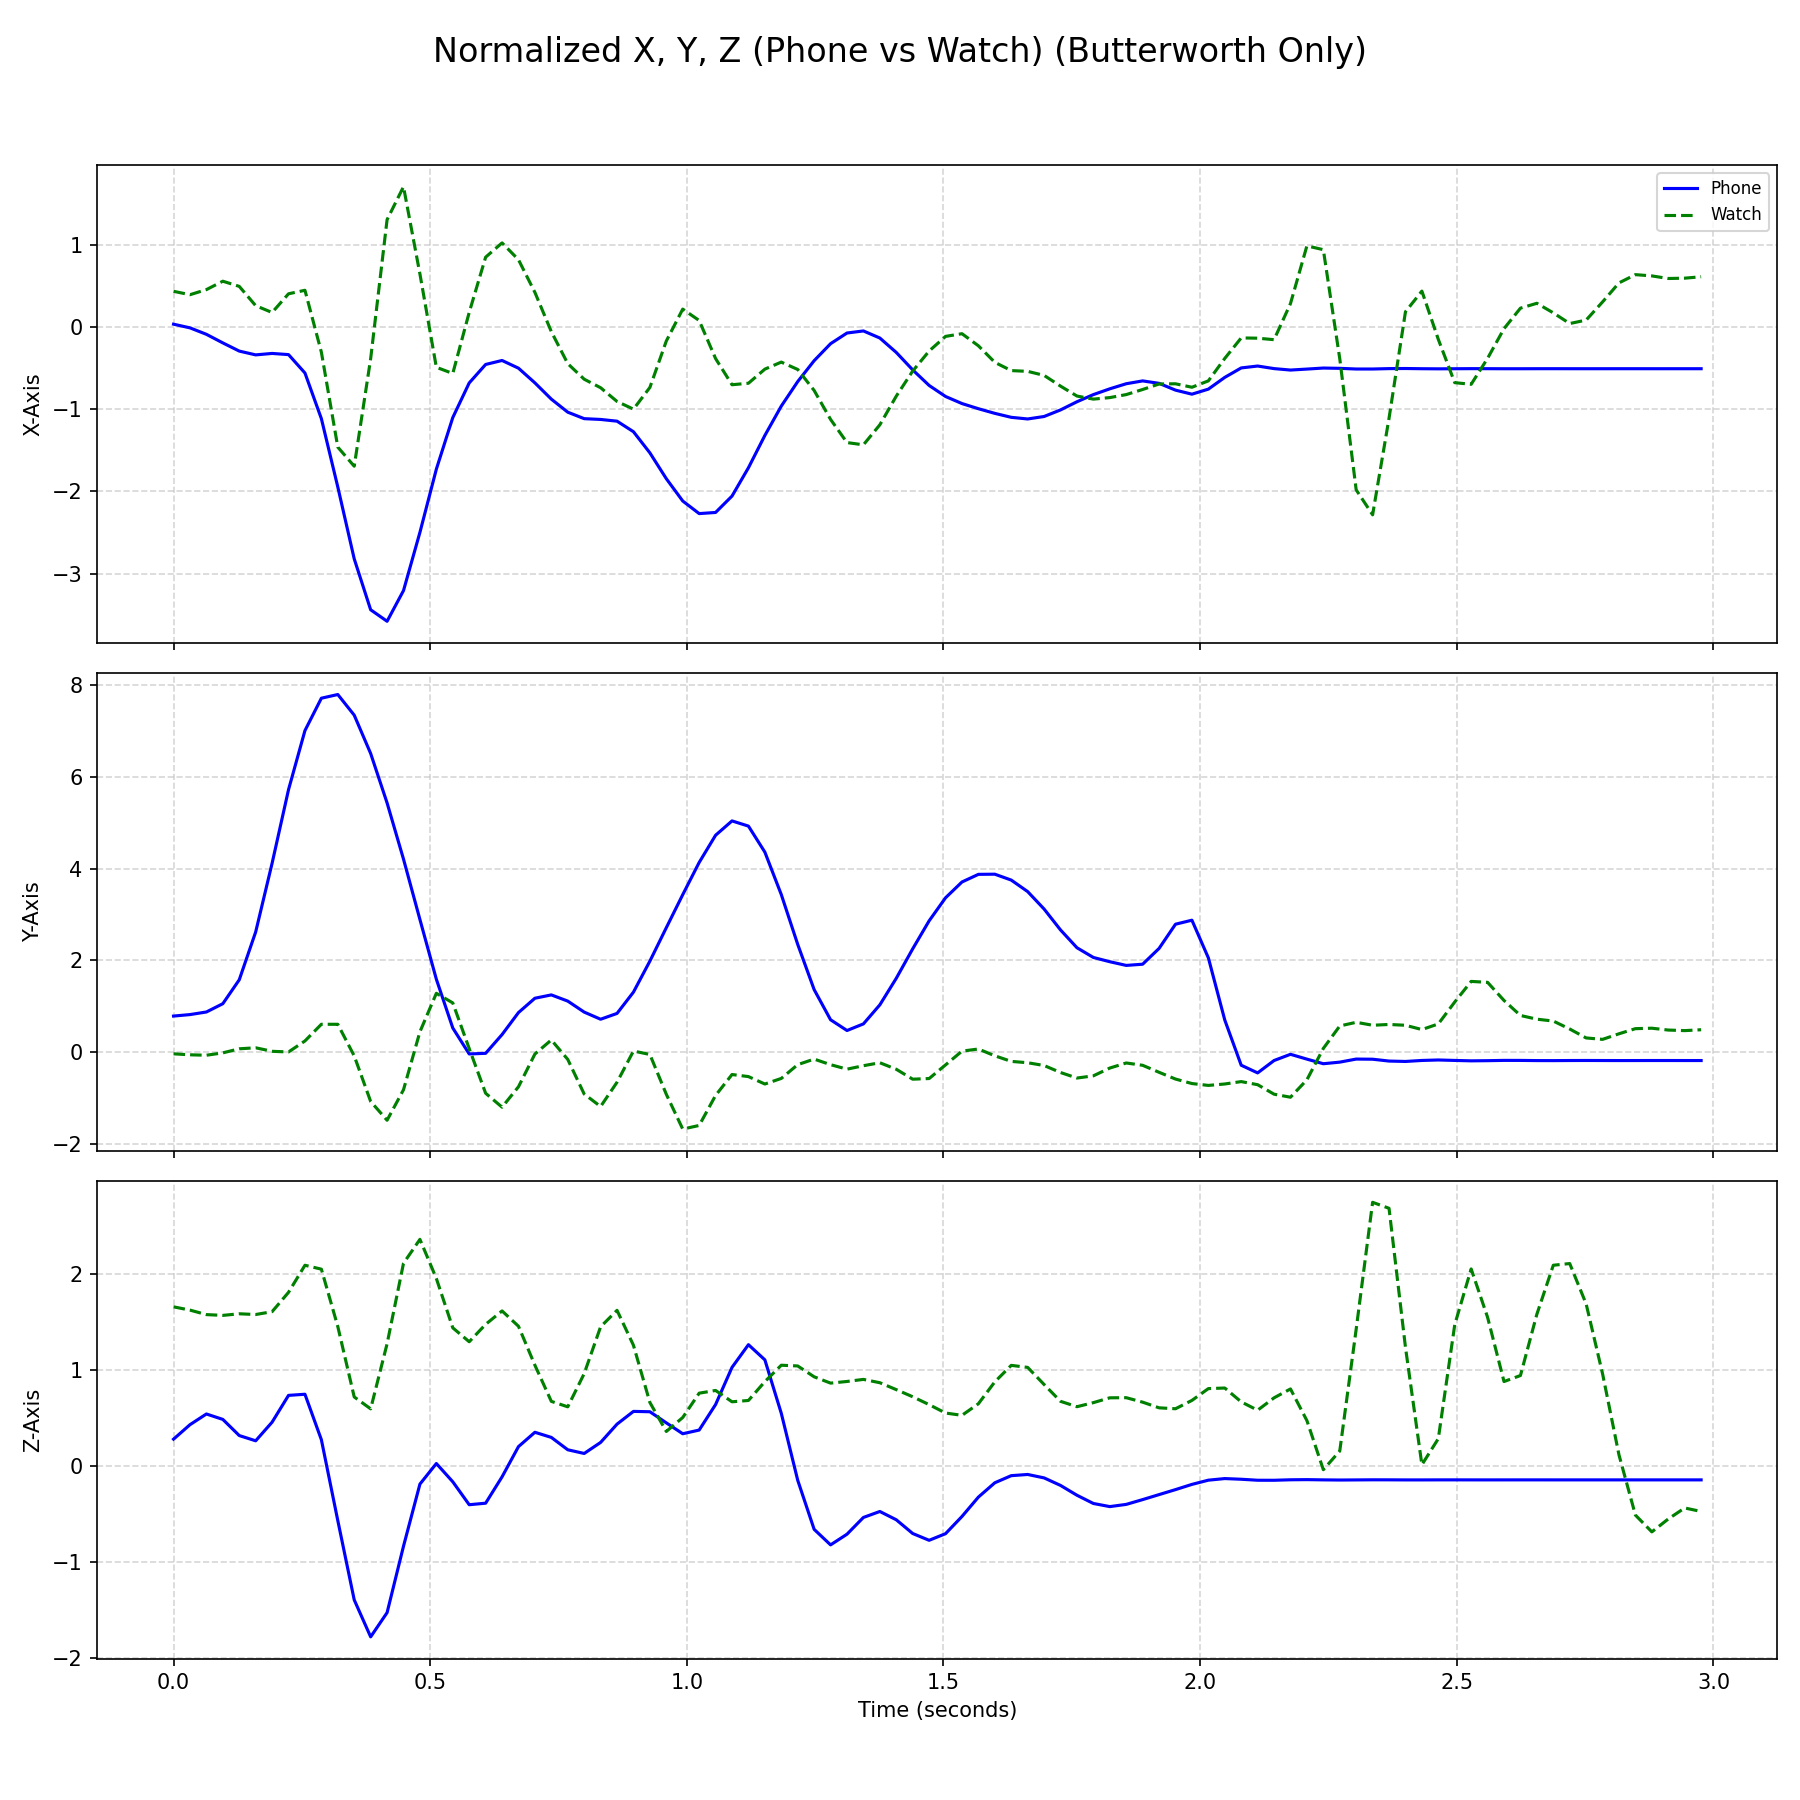 Normalized X, Y, Z (Phone vs Watch) (Butterworth Only)
Phone
Watch
1
0
−1
−2
−3
X-Axis
8
6
4
2
0
−2
Y-Axis
2
1
0
−1
−2
Z-Axis
0.0 0.5 1.0 1.5 2.0 2.5 3.0
Time (seconds)